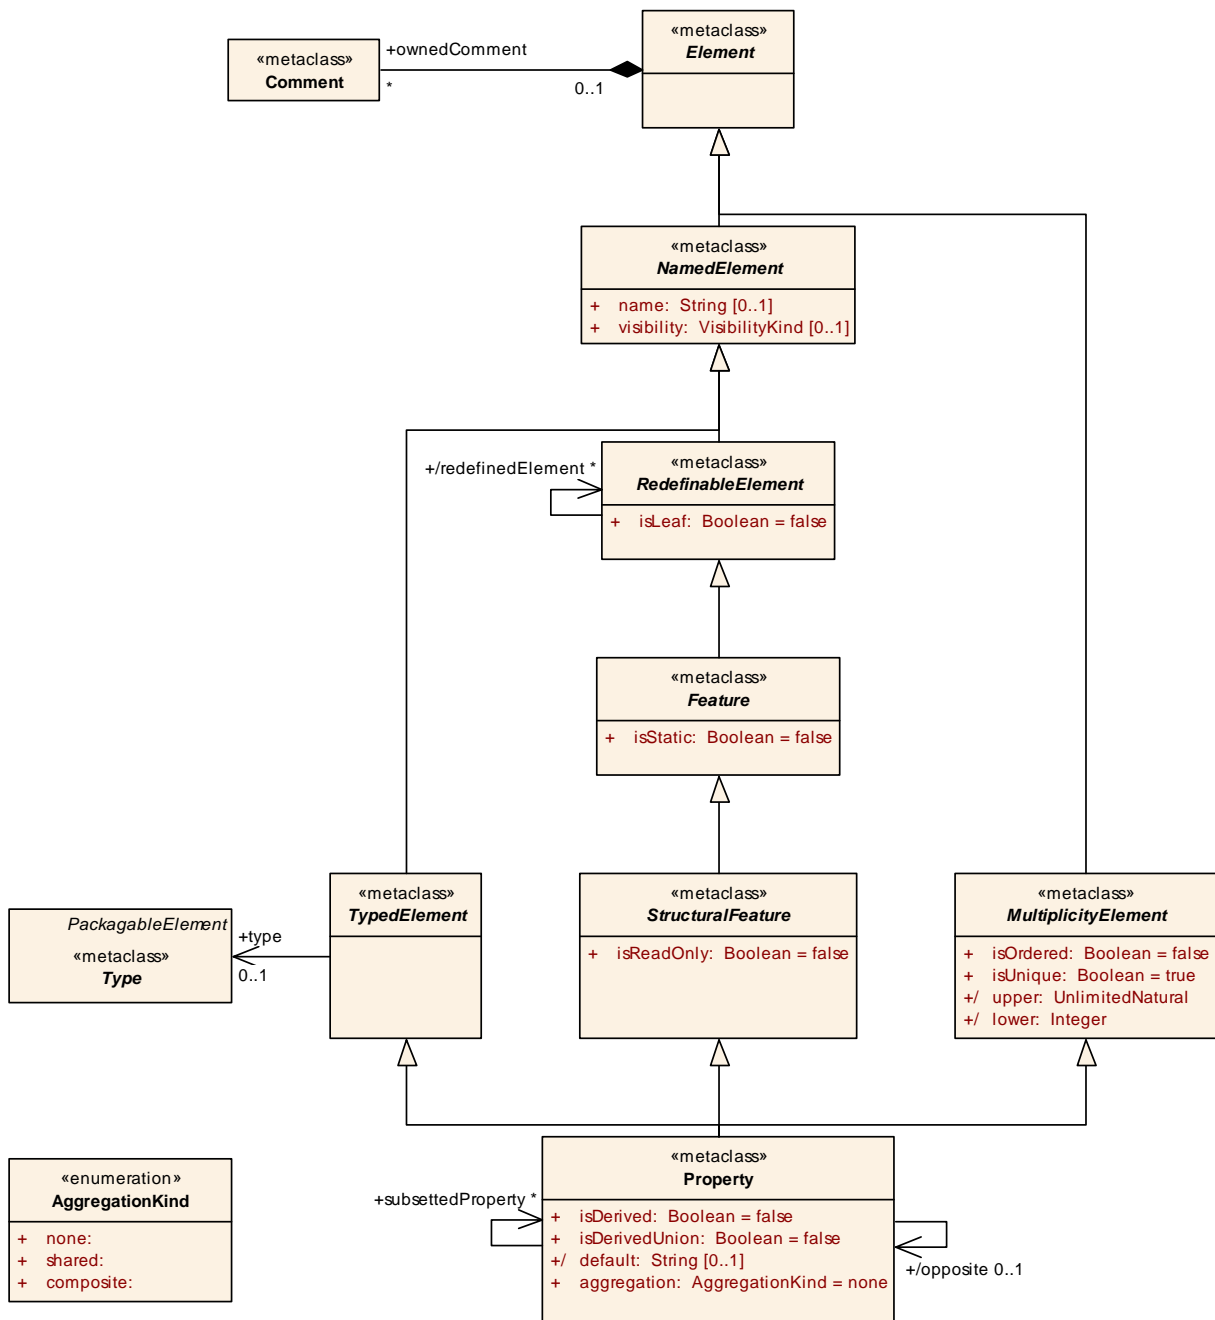 «metaclass»
Element
+ownedComment
«metaclass»
Comment
*
0..1
«metaclass»
NamedElement
+ name: String [0..1]
+ visibility: VisibilityKind [0..1]
+/redefinedElement *
«metaclass»
RedefinableElement
+ isLeaf: Boolean = false
«metaclass»
Feature
+ isStatic: Boolean = false
PackagableElement
«metaclass»
Type
+type
0..1
«metaclass»
TypedElement
«metaclass»
StructuralFeature
+ isReadOnly: Boolean = false
«metaclass»
MultiplicityElement
+ isOrdered: Boolean = false
+ isUnique: Boolean = true
+/ upper: UnlimitedNatural
+/ lower: Integer
«enumeration»
AggregationKind
+ none:
+ shared:
+ composite:
+subsettedProperty *
«metaclass»
Property
+ isDerived: Boolean = false
+ isDerivedUnion: Boolean = false
+/ default: String [0..1]
+ aggregation: AggregationKind = none
+/opposite 0..1